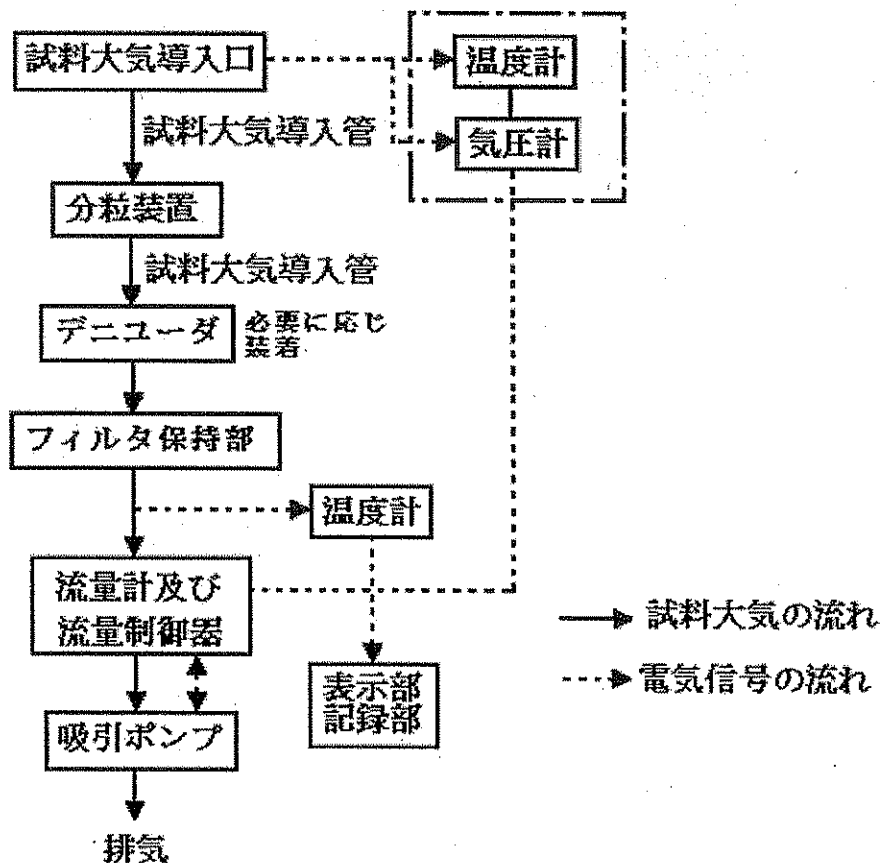 試料大気導入口
温度計
試料大気導入管
気圧計
分粒装置
試料大気導入管
デニューダ
必要に応じ
装着
フィルタ保持部
温度計
流量計及び
流量制御器
試料大気の流れ
表示部
記録部
電気信号の流れ
吸引ポンプ
排気